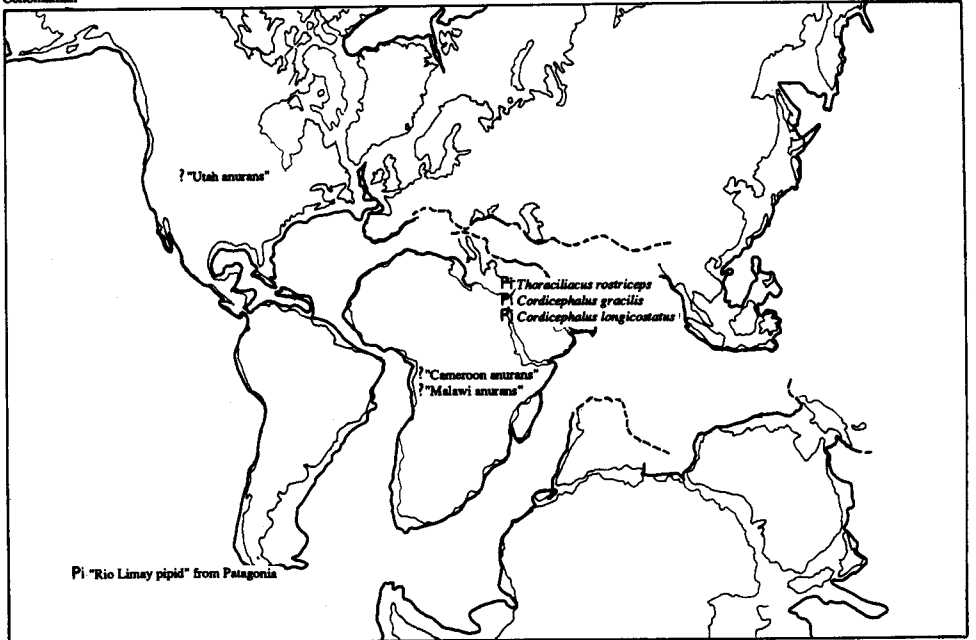 ? "Utah anurans"
Pi Thoraciliacus rostriceps
Pi Cordicephalus gracilis
Pi Cordicephalus longicostatus
? "Cameroon anurans"
? "Malawi anurans"
Pi "Rio Limay pipid" from Patagonia